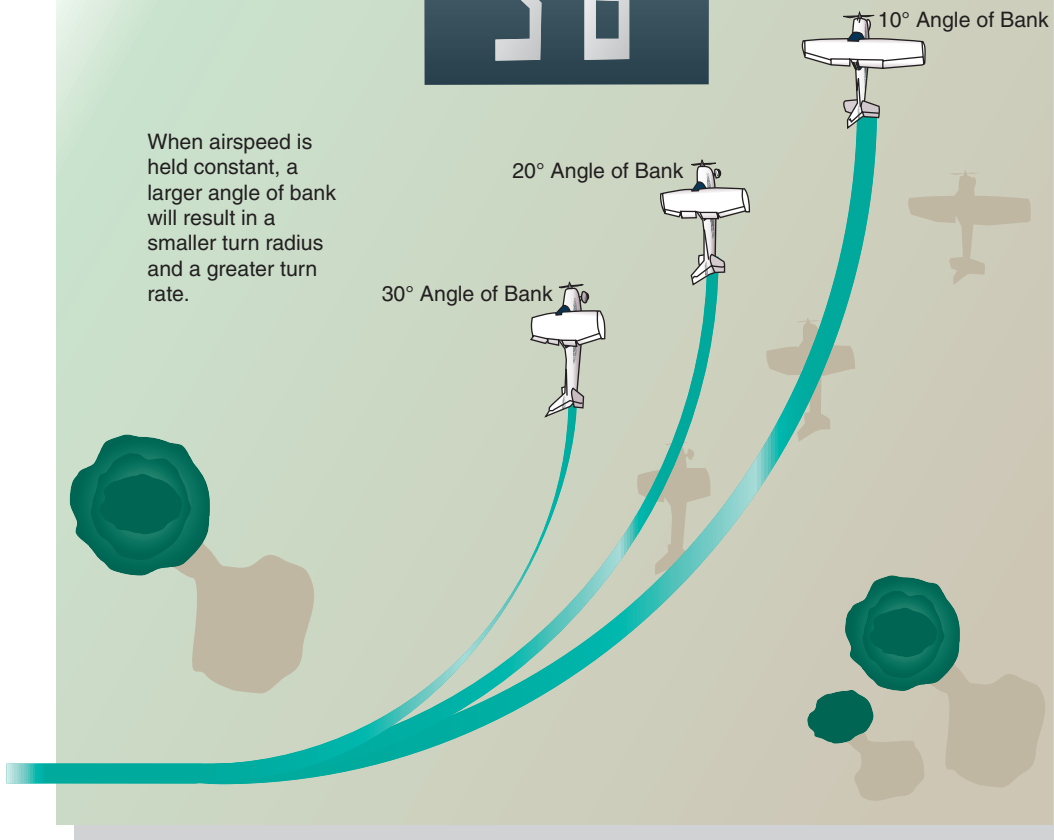 10° Angle of Bank
When airspeed is
held constant, a
larger angle of bank
will result in a
smaller turn radius
and a greater turn
rate.
20° Angle of Bank
30° Angle of Bank